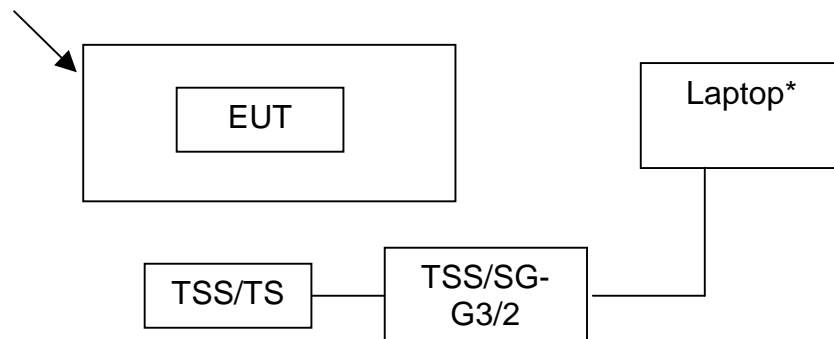 EUT
Laptop*
TSS/TS
TSS/SG-
G3/2